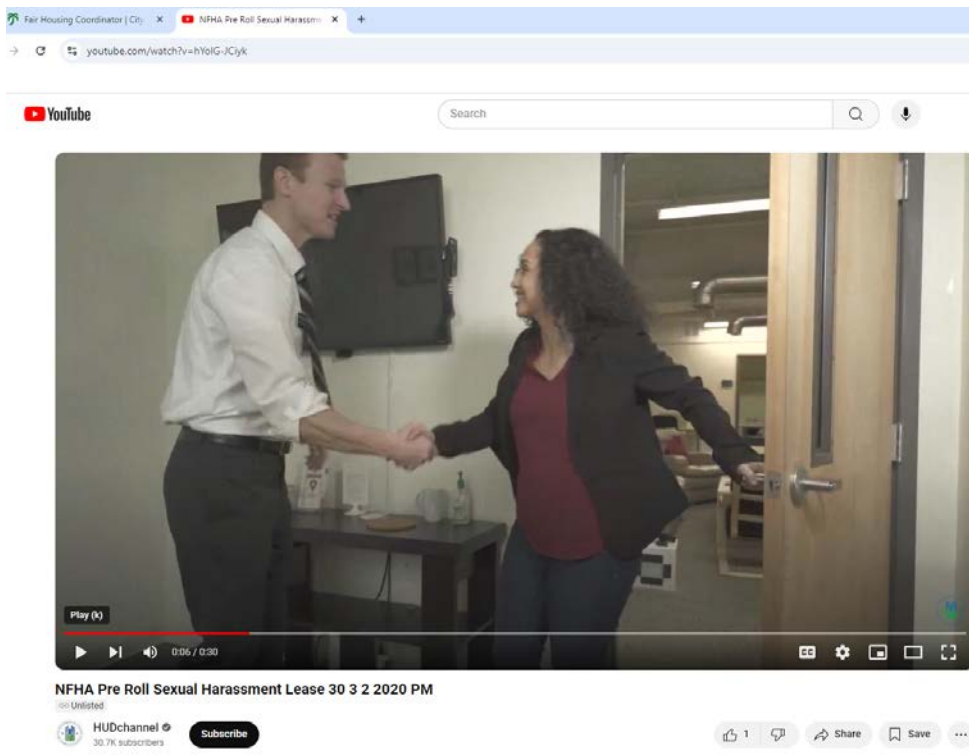 Fair Housing Coordinator | City
NFHA Pre Roll Sexual Harassme
youtube.com/watch?v=hYolG-JCiyk
YouTube
Search
Play (k)
0:06 / 0:30
CC
NFHA Pre Roll Sexual Harassment Lease 30 3 2 2020 PM
Unlisted
HUDchannel
30.7K subscribers
Subscribe
1
Share
Save